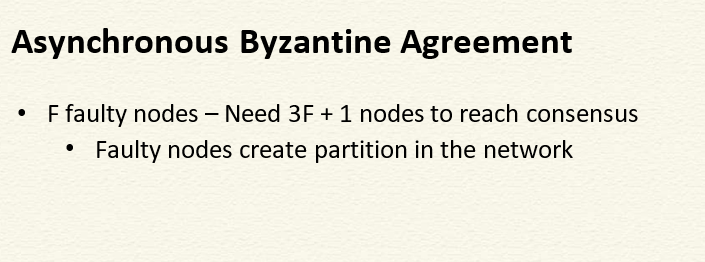 Asynchronous Byzantine Agreement
• F faulty nodes – Need 3F + 1 nodes to reach consensus
• Faulty nodes create partition in the network